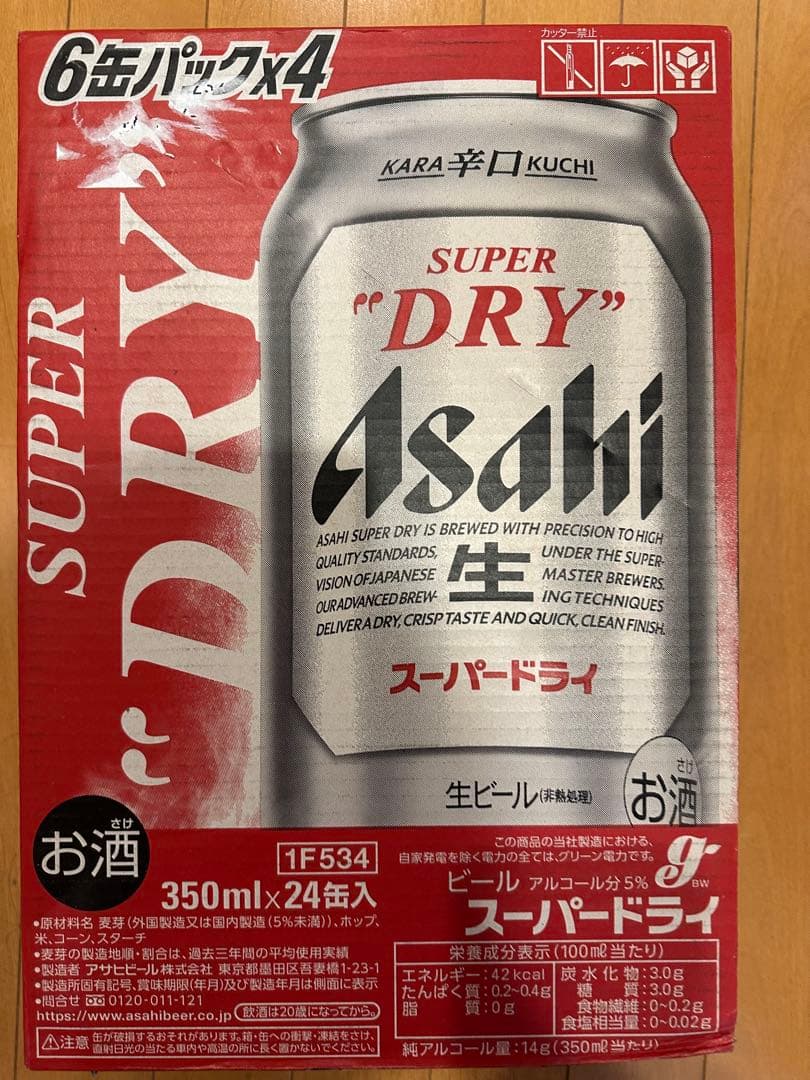 6缶パックx4
カッター禁止
KARA 辛口 KUCHI
SUPER
"DRY"
Asahi
ASAHI SUPER DRY IS BREWED WITH PRECISION TO HIGH
QUALITY STANDARDS, UNDER THE SUPER-
VISION OF JAPANESE MASTER BREWERS.
OUR ADVANCED BREW- ING TECHNIQUES
DELIVER A DRY, CRISP TASTE AND QUICK, CLEAN FINISH.
生
スーパードライ
生ビール(非熱処理)
さけ
お酒
SUPER
"DRY"
さけ
お酒
1F534
350ml×24缶入
この商品の当社製造における、
自家発電を除く電力の全ては、グリーン電力です。
g
BW
ビール アルコール分5%
スーパードライ
•原材料名 麦芽(外国製造又は国内製造(5%未満))、ホップ、
米、コーン、スターチ
•麦芽の製造地順・割合は、過去三年間の平均使用実績
•製造者 アサヒビール株式会社 東京都墨田区吾妻橋1-23-1
•製造所固有記号、賞味期限(年月)及び製造年月は側面に表示
•問合せ 0120-011-121
https://www.asahibeer.co.jp 飲酒は20歳になってから。
注意 缶が破損するおそれがあります。箱・缶への衝撃・凍結をさけ、
直射日光の当たる車内や高温の所に長く置かないでください。
栄養成分表示(100ml当たり)
エネルギー:42kcal
たんぱく質:0.2~0.4g
脂質:0g
炭水化物:3.0g
糖質:3.0g
食物繊維:0~0.2g
食塩相当量:0~0.02g
純アルコール量:14g(350ml当たり)